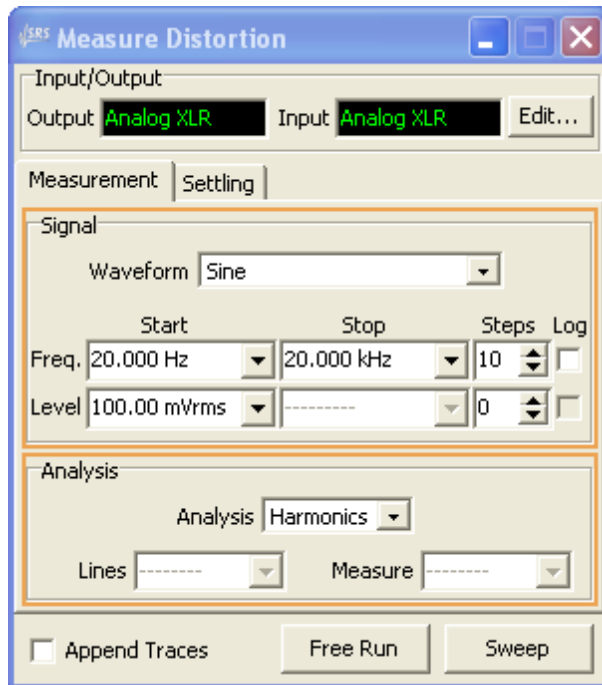 SRS Measure Distortion
Input/Output
Output Analog XLR Input Analog XLR Edit...
Measurement Settling
Signal
Waveform Sine
Start Stop Steps Log
Freq. 20.000 Hz 20.000 kHz 10
Level 100.00 mVrms --------- 0
Analysis
Analysis Harmonics
Lines -------- Measure --------
Append Traces Free Run Sweep